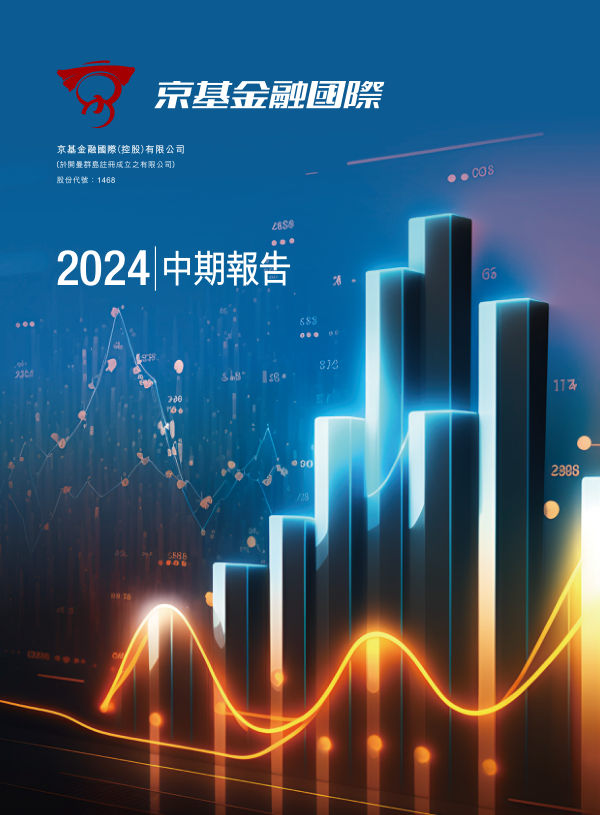 京基金融國際
京基金融國際(控股)有限公司
(於開曼群島註冊成立之有限公司)
股份代號：1468
2024 中期報告